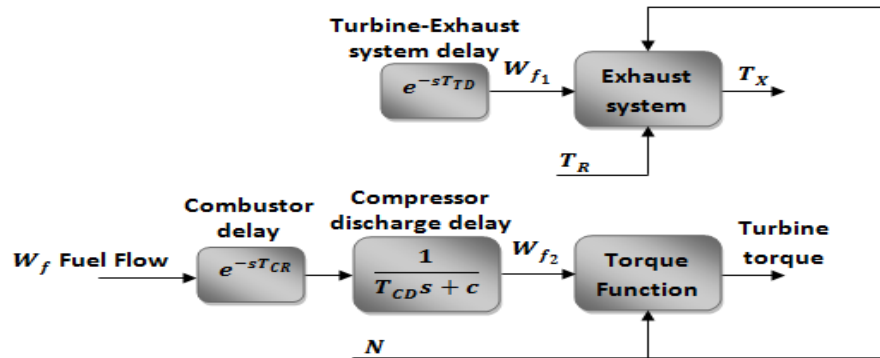 Turbine-Exhaust
system delay
e^{-sT_{TD}}
W_{f_1}
Exhaust
system
T_X
T_R
Combustor
delay
Compressor
discharge delay
W_f Fuel Flow
e^{-sT_{CR}}
1
T_{CD}s + c
W_{f_2}
Torque
Function
Turbine
torque
N